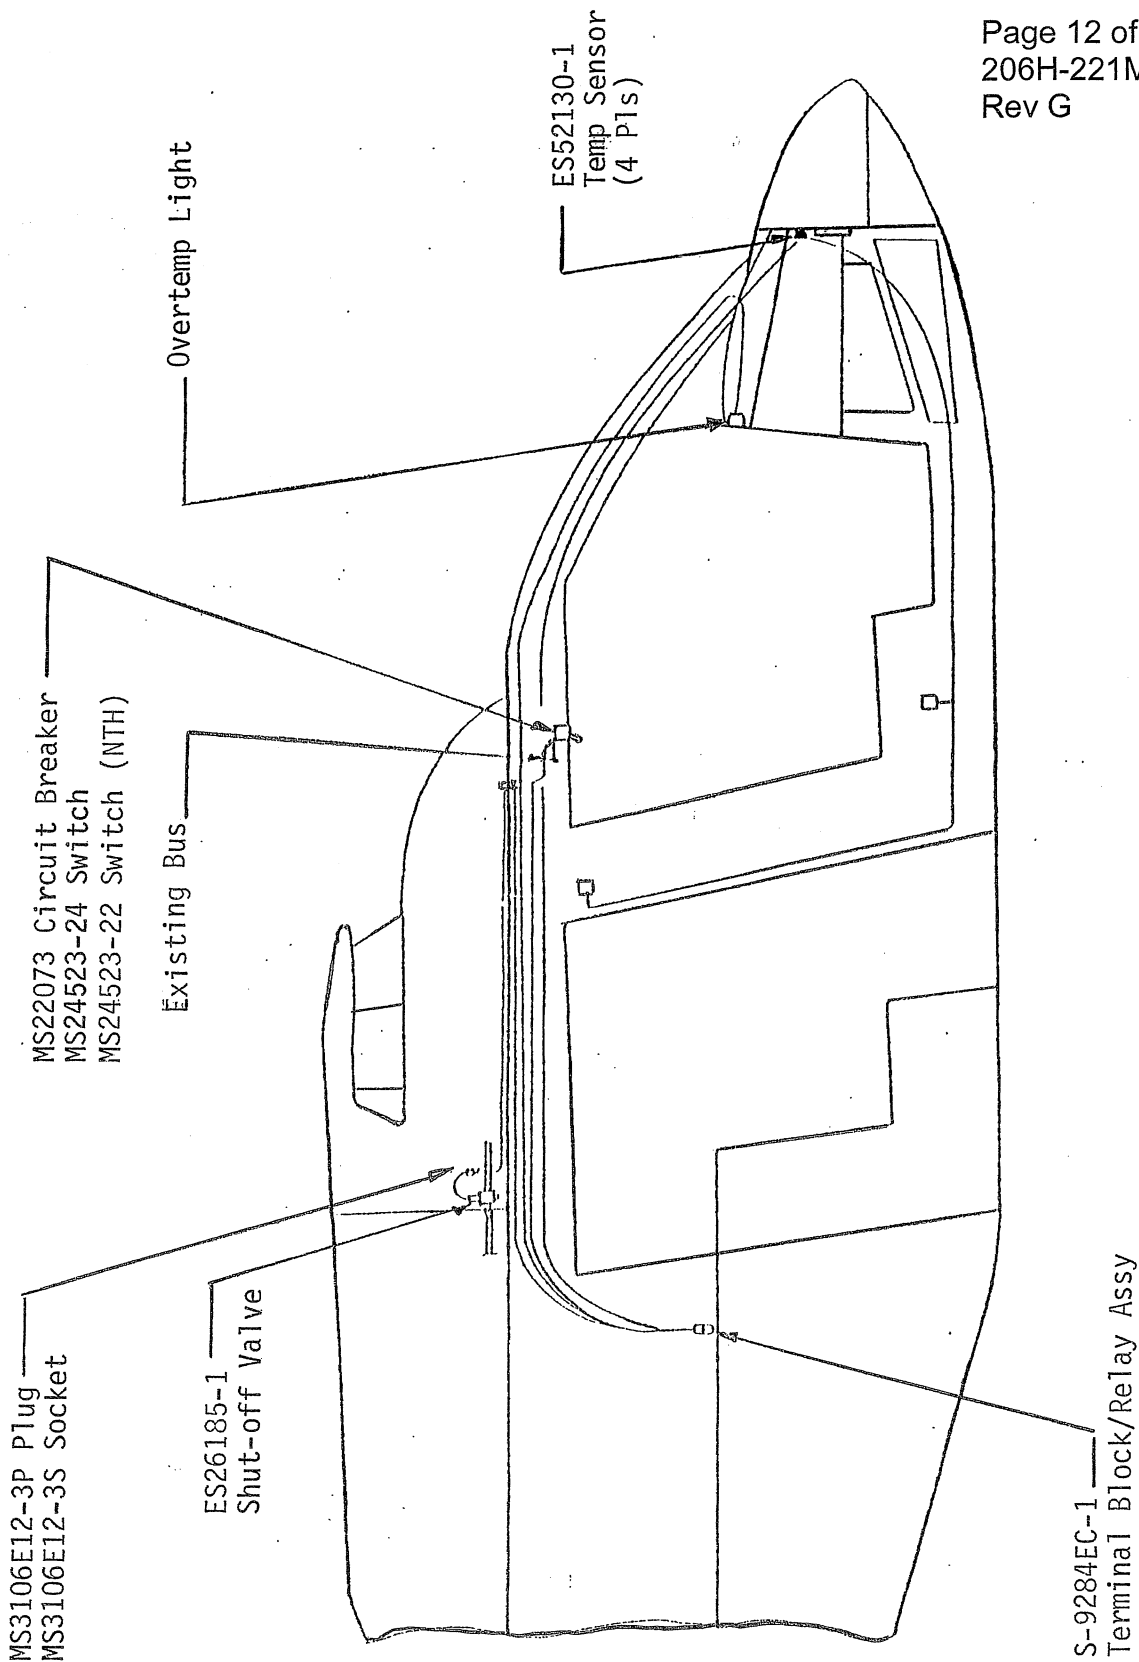 Page 12 of
206H-221M
Rev G
ES52130-1
Temp Sensor
(4 Pls)
Overtemp Light
MS22073 Circuit Breaker
MS24523-24 Switch
MS24523-22 Switch (NTH)
Existing Bus
MS3106E12-3P Plug
MS3106E12-3S Socket
ES26185-1
Shut-off Valve
S-9284EC-1
Terminal Block/Relay Assy